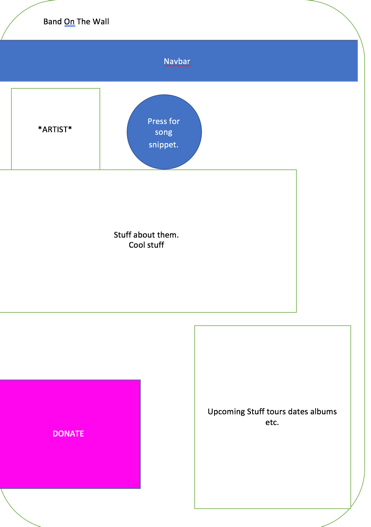 Band On The Wall
Navbar
*ARTIST*
Press for
song
snippet.
Stuff about them.
Cool stuff
Upcoming Stuff tours dates albums
etc.
DONATE